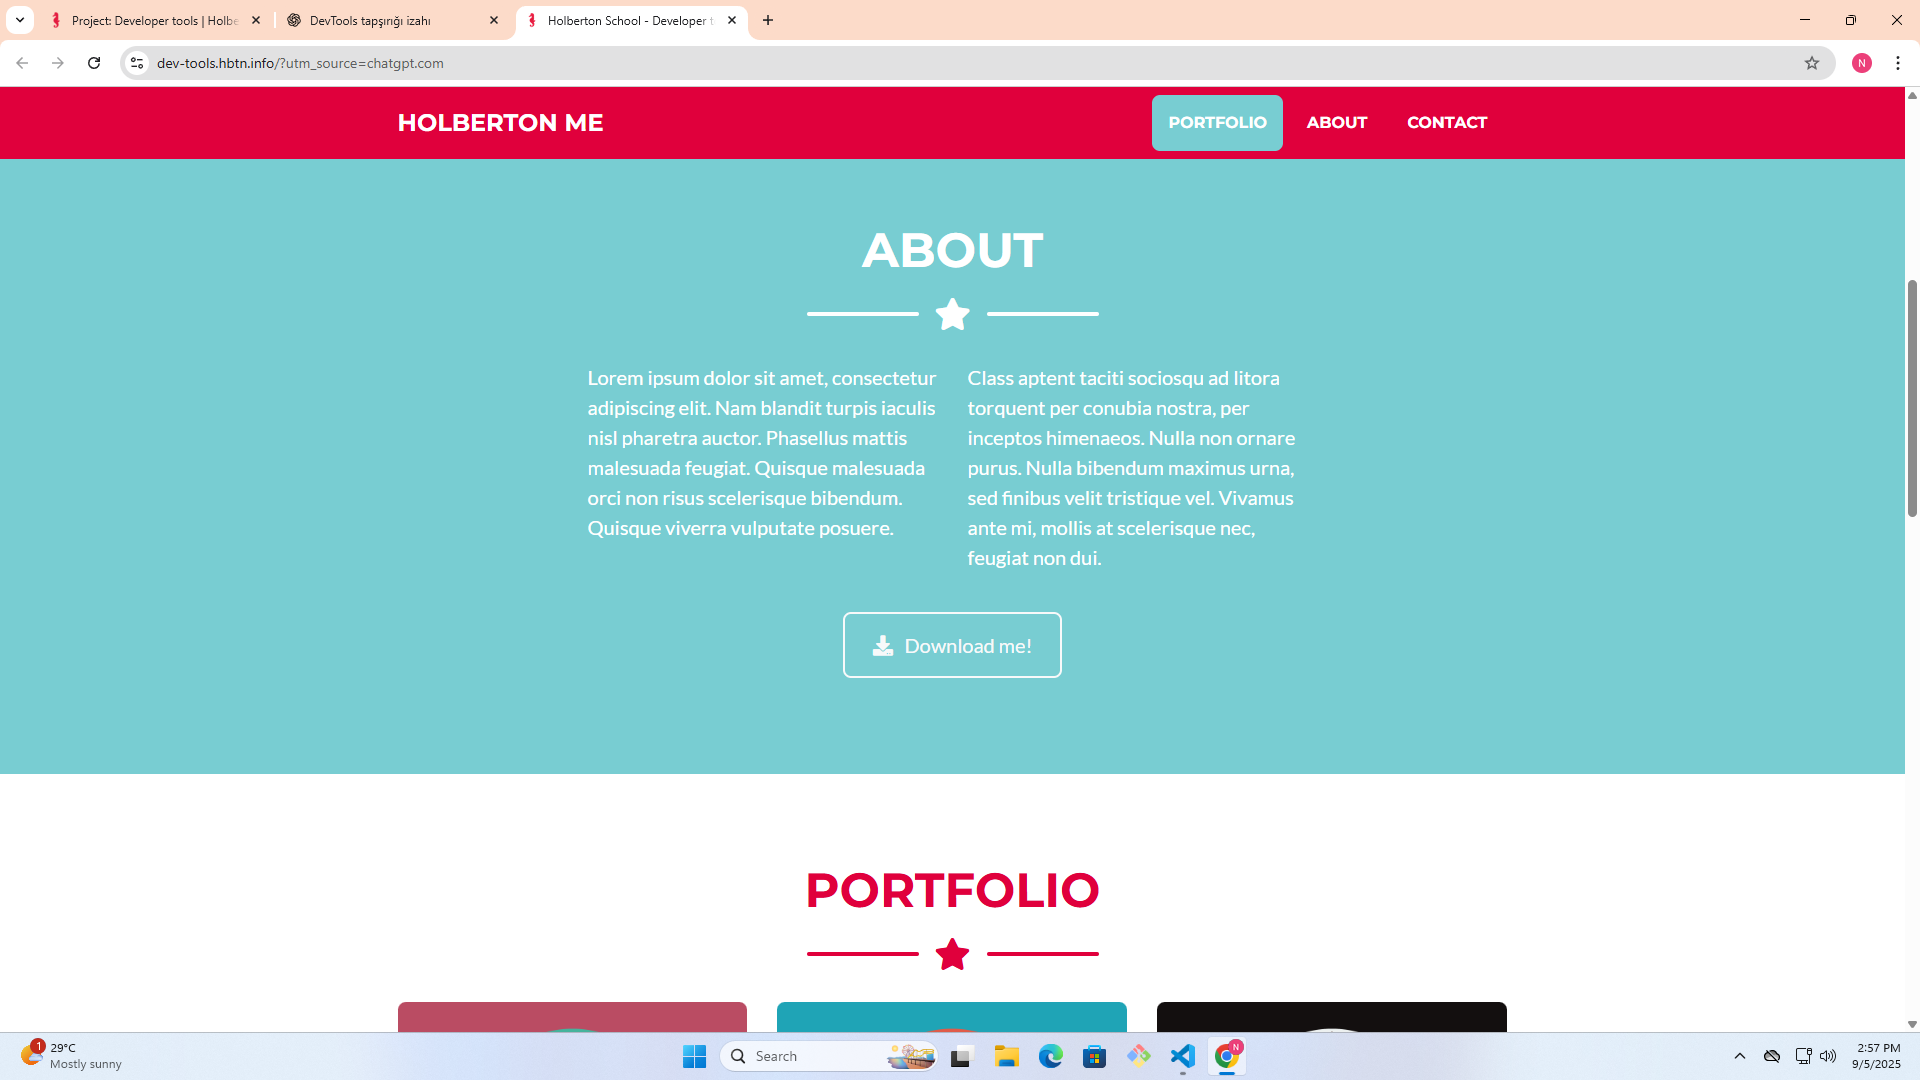 Project: Developer tools | Holbe
DevTools tapşırığı izahı
Holberton School - Developer t
dev-tools.hbtn.info/?utm_source=chatgpt.com
N
HOLBERTON ME
PORTFOLIO
ABOUT
CONTACT
ABOUT
Lorem ipsum dolor sit amet, consectetur
adipiscing elit. Nam blandit turpis iaculis
nisl pharetra auctor. Phasellus mattis
malesuada feugiat. Quisque malesuada
orci non risus scelerisque bibendum.
Quisque viverra vulputate posuere.
Class aptent taciti sociosqu ad litora
torquent per conubia nostra, per
inceptos himenaeos. Nulla non ornare
purus. Nulla bibendum maximus urna,
sed finibus velit tristique vel. Vivamus
ante mi, mollis at scelerisque nec,
feugiat non dui.
Download me!
PORTFOLIO
1
29°C
Mostly sunny
Search
N
2:57 PM
9/5/2025